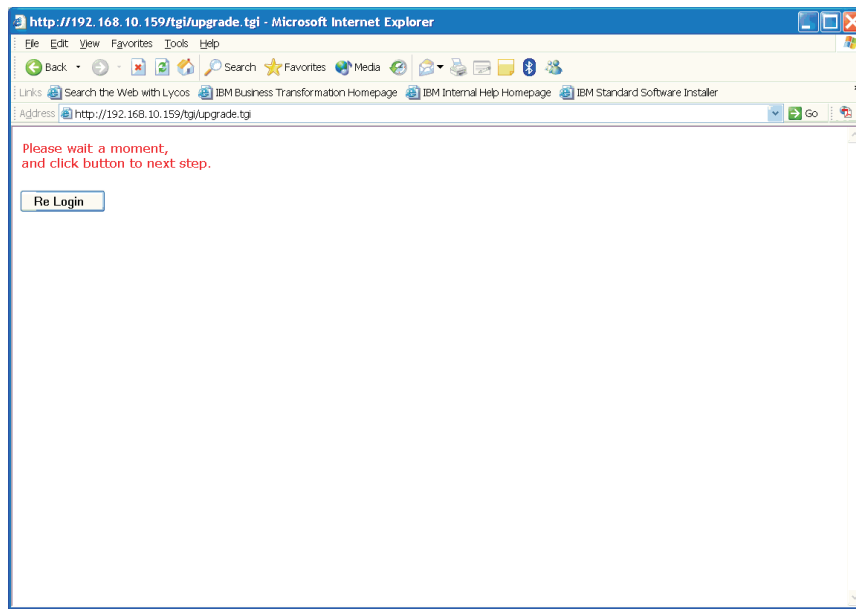 http://192.168.10.159/tgi/upgrade.tgi - Microsoft Internet Explorer
File Edit View Favorites Tools Help
Back Search Favorites Media
Links Search the Web with Lycos IBM Business Transformation Homepage IBM Internal Help Homepage IBM Standard Software Installer
Address http://192.168.10.159/tgi/upgrade.tgi Go
Please wait a moment,
and click button to next step.
Re Login